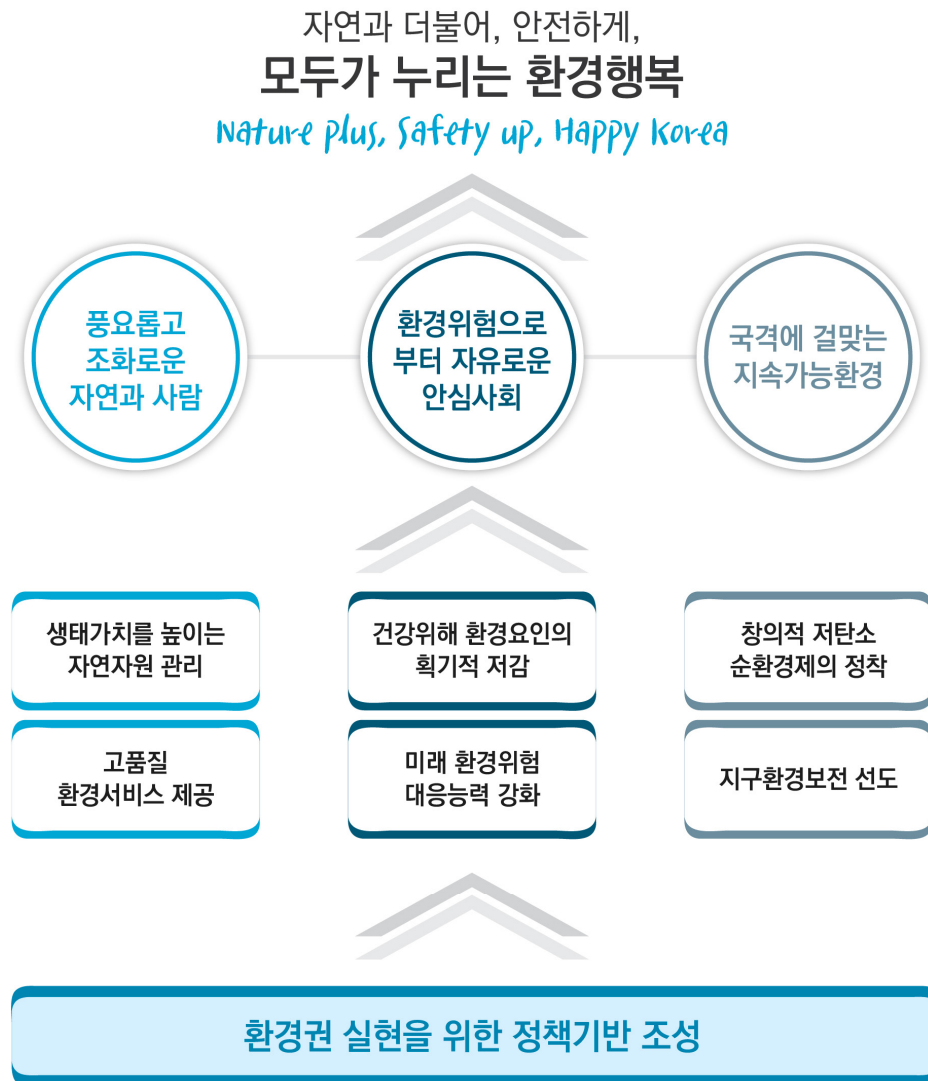 자연과 더불어, 안전하게,
모두가 누리는 환경행복
Nature plus, Safety up, Happy Korea
풍요롭고
조화로운
자연과 사람
환경위험으로
부터 자유로운
안심사회
국격에 걸맞는
지속가능환경
생태가치를 높이는
자연자원 관리
건강위해 환경요인의
획기적 저감
창의적 저탄소
순환경제의 정착
고품질
환경서비스 제공
미래 환경위험
대응능력 강화
지구환경보전 선도
환경권 실현을 위한 정책기반 조성